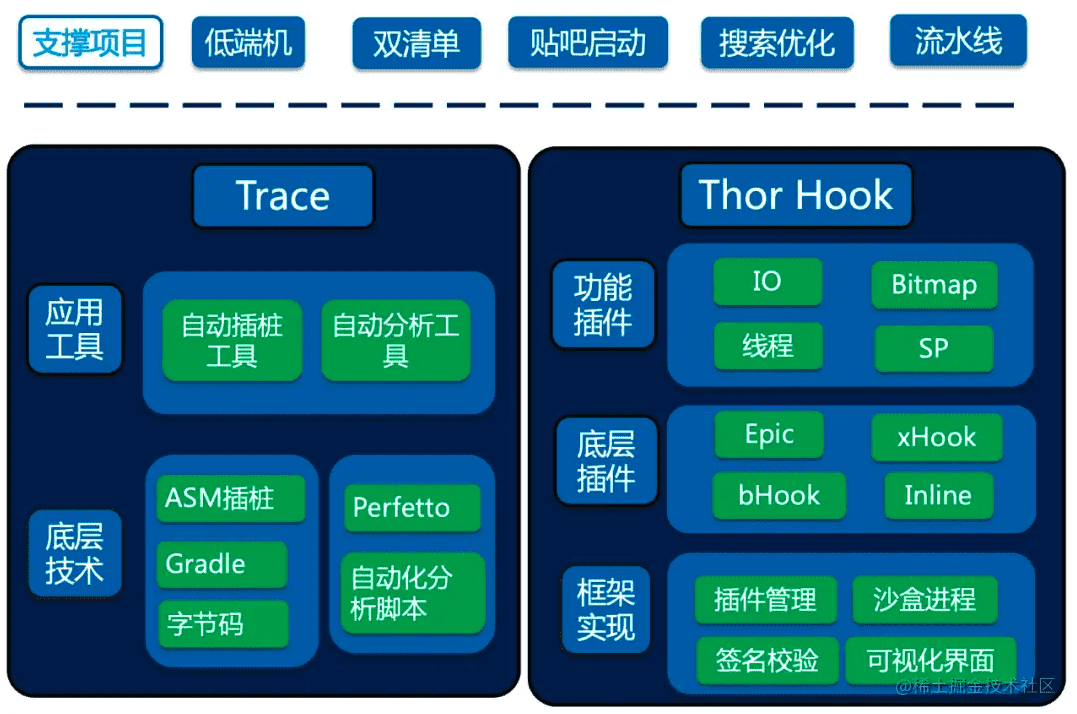 支撑项目
低端机
双清单
贴吧启动
搜索优化
流水线
Trace
应用
工具
自动插桩
工具
自动分析工
具
底层
技术
ASM插桩
Gradle
字节码
Perfetto
自动化分
析脚本
Thor Hook
功能
插件
IO
Bitmap
线程
SP
底层
插件
Epic
xHook
bHook
Inline
框架
实现
插件管理
沙盒进程
签名校验
可视化界面
@稀土掘金技术社区